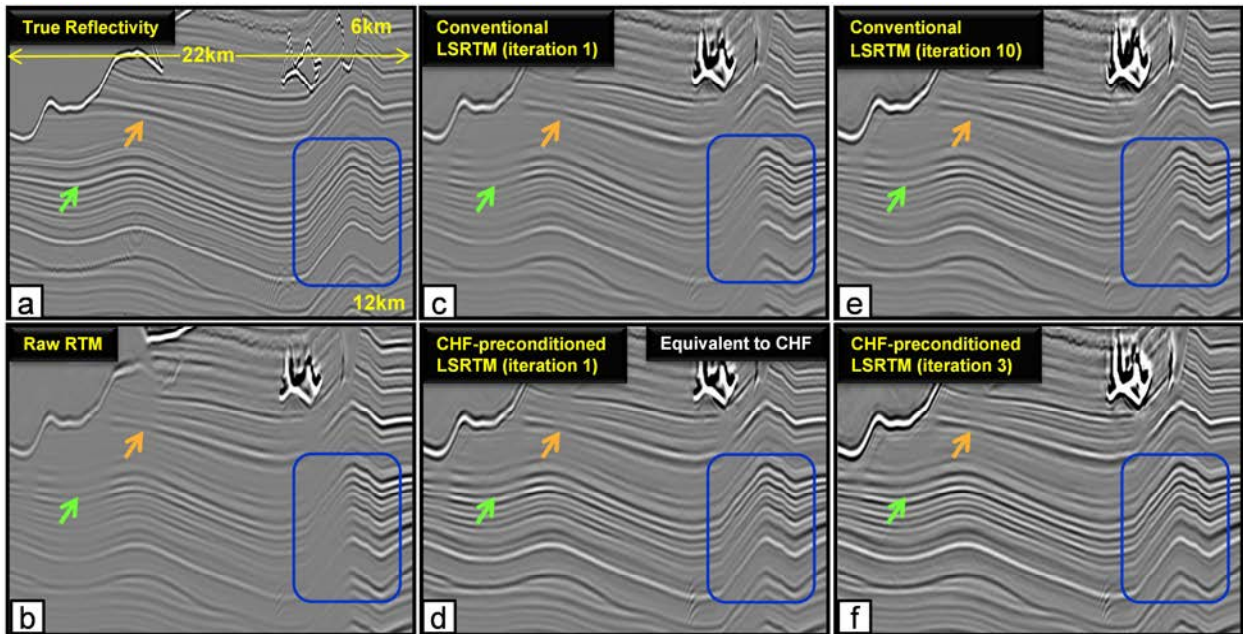 True Reflectivity
6km
22km
12km
a
Conventional
LSRTM (iteration 1)
c
Conventional
LSRTM (iteration 10)
e
Raw RTM
b
CHF-preconditioned
LSRTM (iteration 1)
Equivalent to CHF
d
CHF-preconditioned
LSRTM (iteration 3)
f